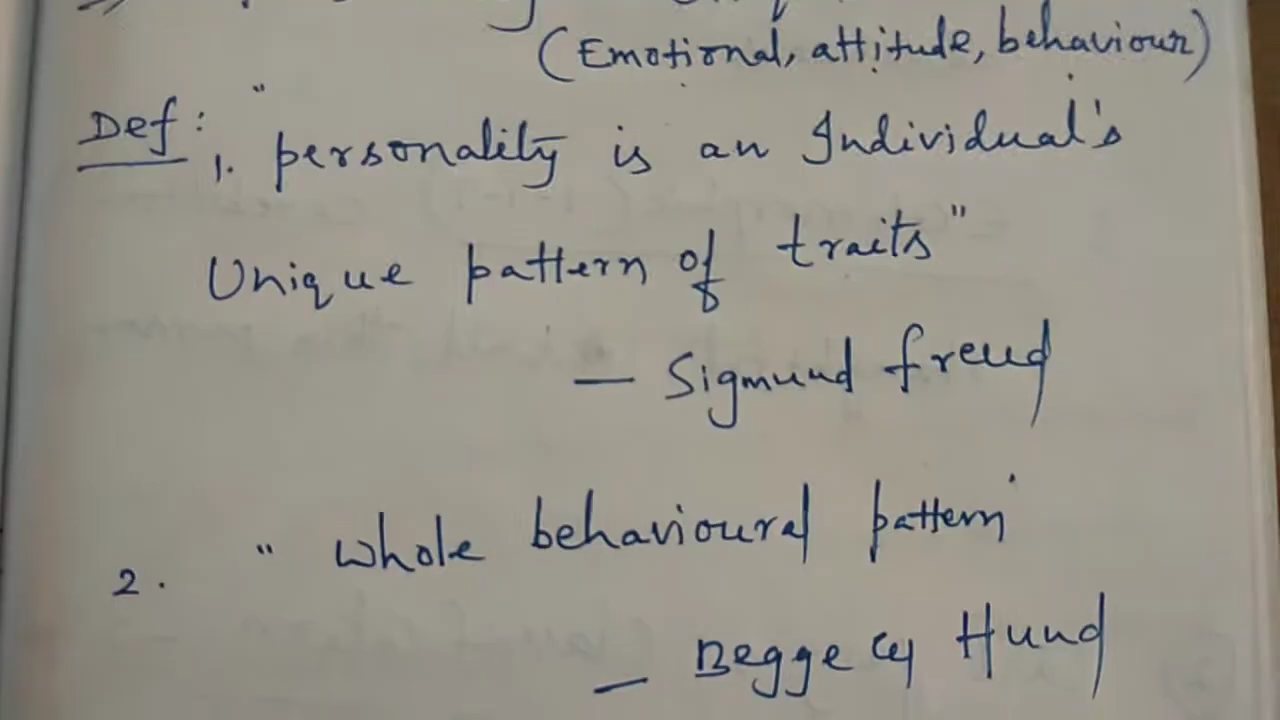 (Emotional, attitude, behaviour)
Def: "
1. personality is an Individual's
Unique pattern of traits"
— Sigmund freud
2. " whole behavioural pattern
— Begge & Hund